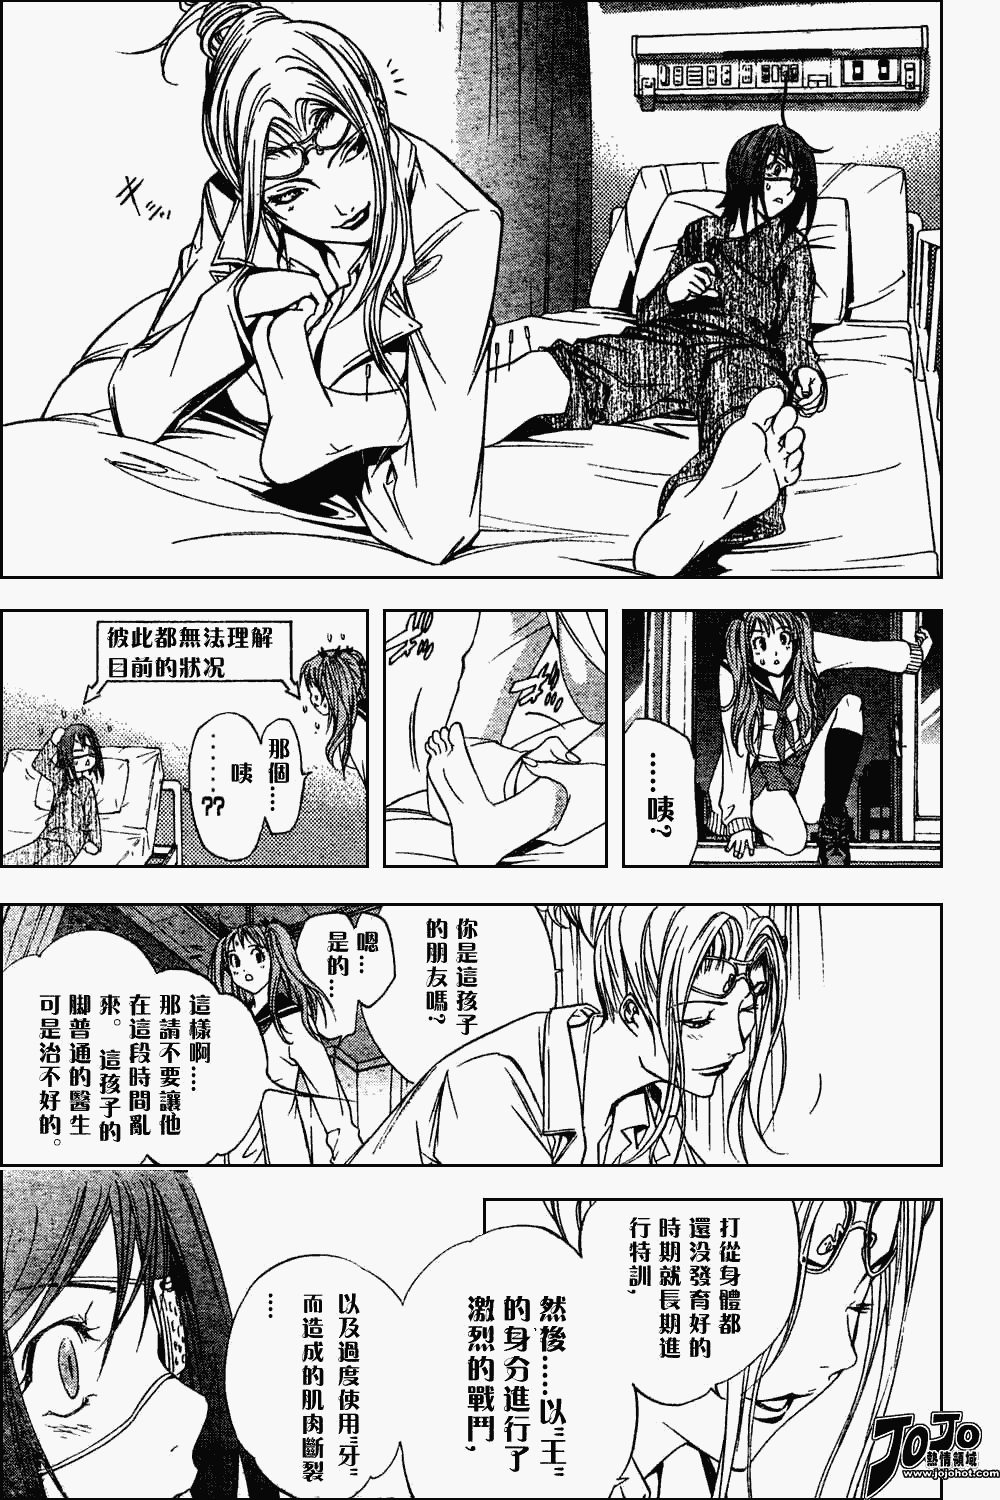 ……咦?
彼此都無法理解
目前的狀況
那個…
咦
……??
你是這孩子
的朋友嗎?
嗯…
是的…
這樣啊…
那請不要讓他
在這段時間亂
來。這孩子的
腳普通的醫生
可是治不好的。
打從身體都
還没發育好的
時期就長期進
行特訓,
然後……以"王"
的身分進行了
激烈的戰鬥,
以及過度使用"牙"
而造成的肌肉斷裂
…
JOJO
熱情領域
www.jojohot.com